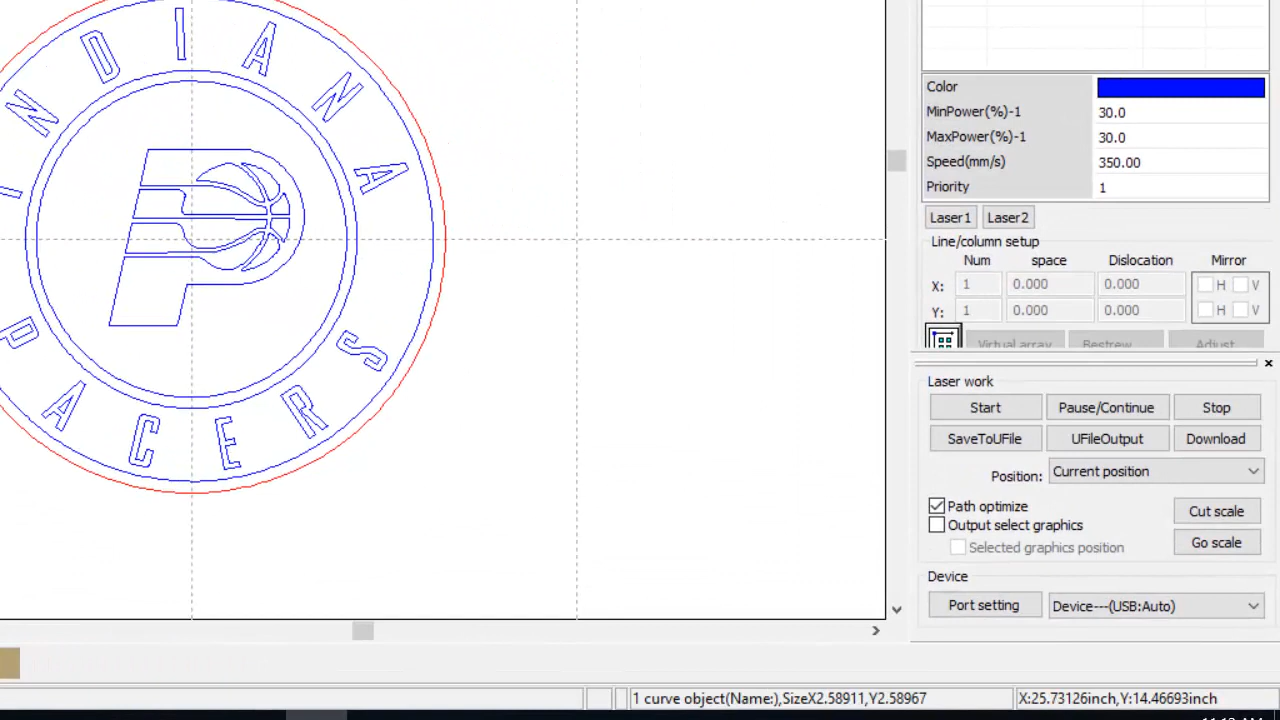 INDIANA
PACERS
Color
MinPower(%)-1 30.0
MaxPower(%)-1 30.0
Speed(mm/s) 350.00
Priority 1
Laser1 Laser2
Line/column setup
Num space Dislocation Mirror
X: 1 0.000 0.000 H V
Y: 1 0.000 0.000 H V
Virtual array Bestrew Adjust
Laser work
Start Pause/Continue Stop
SaveToUFile UFileOutput Download
Position: Current position
Path optimize Cut scale
Output select graphics
Selected graphics position Go scale
Device
Port setting Device---(USB:Auto)
1 curve object(Name:),SizeX2.58911,Y2.58967 X:25.73126inch,Y:14.46693inch